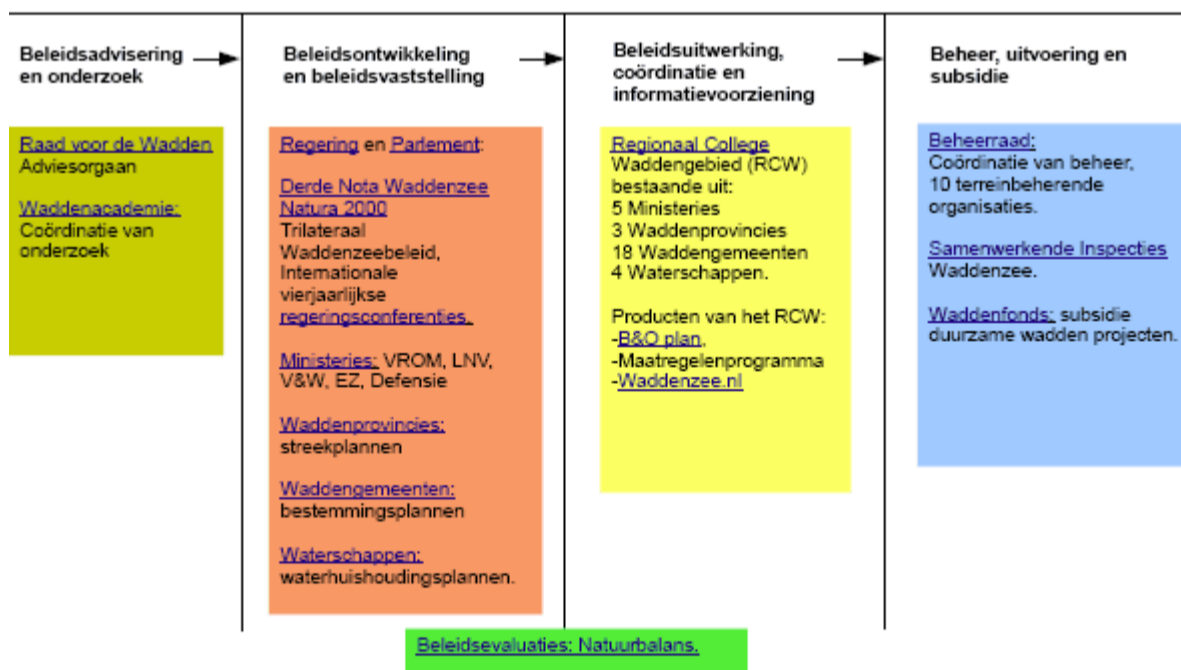 Beleidsadvisering
en onderzoek
Beleidsontwikkeling
en beleidsvaststelling
Beleidsuitwerking,
coördinatie en
informatievoorziening
Beheer, uitvoering en
subsidie
Raad voor de Wadden
Adviesorgaan
Waddenacademie:
Coördinatie van
onderzoek
Regering en Parlement:
Derde Nota Waddenzee
Natura 2000
Trilateraal
Waddenzeebeleid,
Internationale
vierjaarlijkse
regeringsconferenties.
Ministeries: VROM, LNV,
V&W, EZ, Defensie
Waddenprovincies:
streekplannen
Waddengemeenten:
bestemmingsplannen
Waterschappen:
waterhuishoudingsplannen.
Regionaal College
Waddengebied (RCW)
bestaande uit:
5 Ministeries
3 Waddenprovincies
18 Waddengemeenten
4 Waterschappen.
Producten van het RCW:
-B&O plan,
-Maatregelenprogramma
-Waddenzee.nl
Beheerraad:
Coördinatie van beheer,
10 terreinbeherende
organisaties.
Samenwerkende Inspecties
Waddenzee.
Waddenfonds: subsidie
duurzame wadden projecten.
Beleidsevaluaties: Natuurbalans.